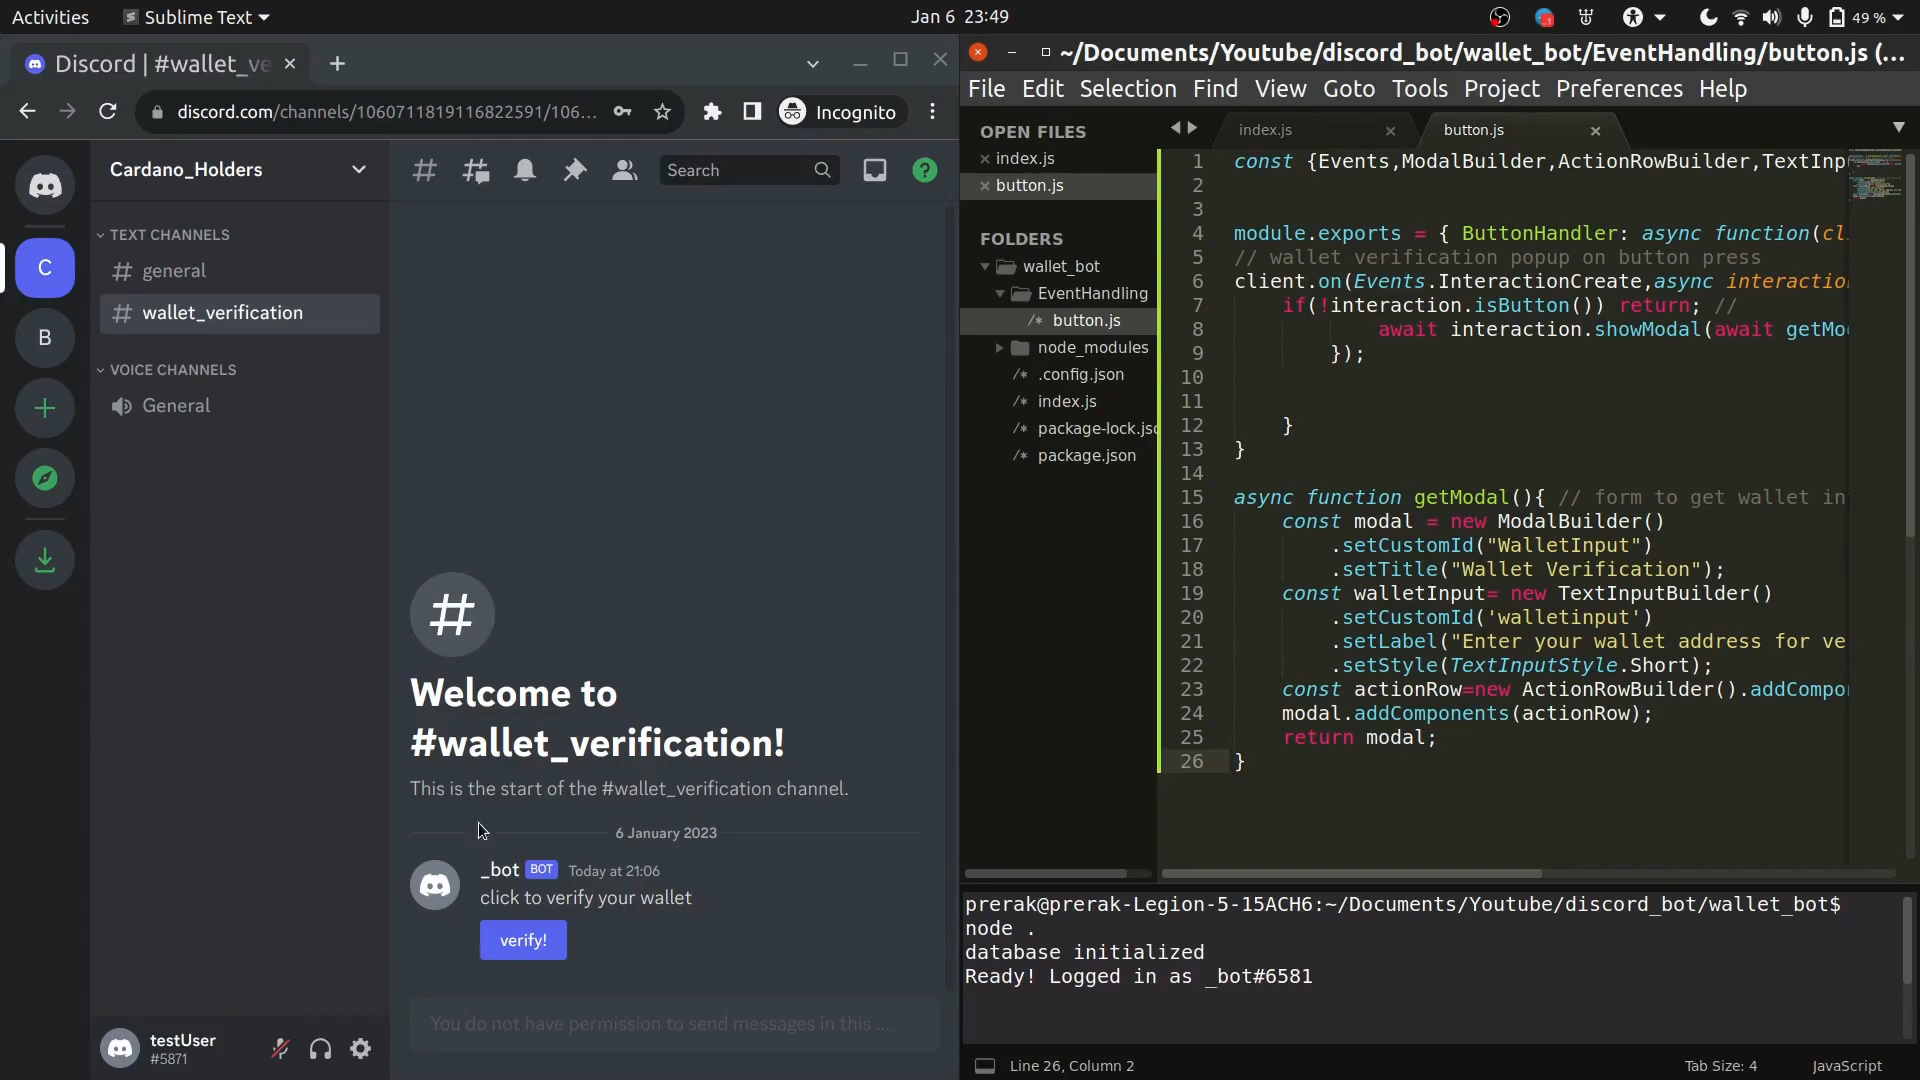 Activities
Sublime Text
Jan 6 23:49
1
49 %
Discord | #wallet_ve
discord.com/channels/1060711819116822591/106...
Incognito
Cardano_Holders
Search
?
C
B
TEXT CHANNELS
general
wallet_verification
VOICE CHANNELS
General
#
Welcome to
#wallet_verification!
This is the start of the #wallet_verification channel.
6 January 2023
_bot BOT Today at 21:06
click to verify your wallet
verify!
You do not have permission to send messages in this ...
testUser
#5871
~/Documents/Youtube/discord_bot/wallet_bot/EventHandling/button.js (...
File Edit Selection Find View Goto Tools Project Preferences Help
OPEN FILES
index.js
button.js
FOLDERS
wallet_bot
EventHandling
/* button.js
node_modules
/* .config.json
/* index.js
/* package-lock.jsc
/* package.json
index.js
button.js
1 const {Events,ModalBuilder,ActionRowBuilder,TextInp
2
3
4 module.exports = { ButtonHandler: async function(cl
5 // wallet verification popup on button press
6 client.on(Events.InteractionCreate,async interactio
7 if(!interaction.isButton()) return; //
8 await interaction.showModal(await getMo
9 });
10
11
12 }
13 }
14
15 async function getModal(){ // form to get wallet in
16 const modal = new ModalBuilder()
17 .setCustomId("WalletInput")
18 .setTitle("Wallet Verification");
19 const walletInput= new TextInputBuilder()
20 .setCustomId('walletinput')
21 .setLabel("Enter your wallet address for ve
22 .setStyle(TextInputStyle.Short);
23 const actionRow=new ActionRowBuilder().addCompo
24 modal.addComponents(actionRow);
25 return modal;
26 }
prerak@prerak-Legion-5-15ACH6:~/Documents/Youtube/discord_bot/wallet_bot$
node .
database initialized
Ready! Logged in as _bot#6581
Line 26, Column 2
Tab Size: 4
JavaScript